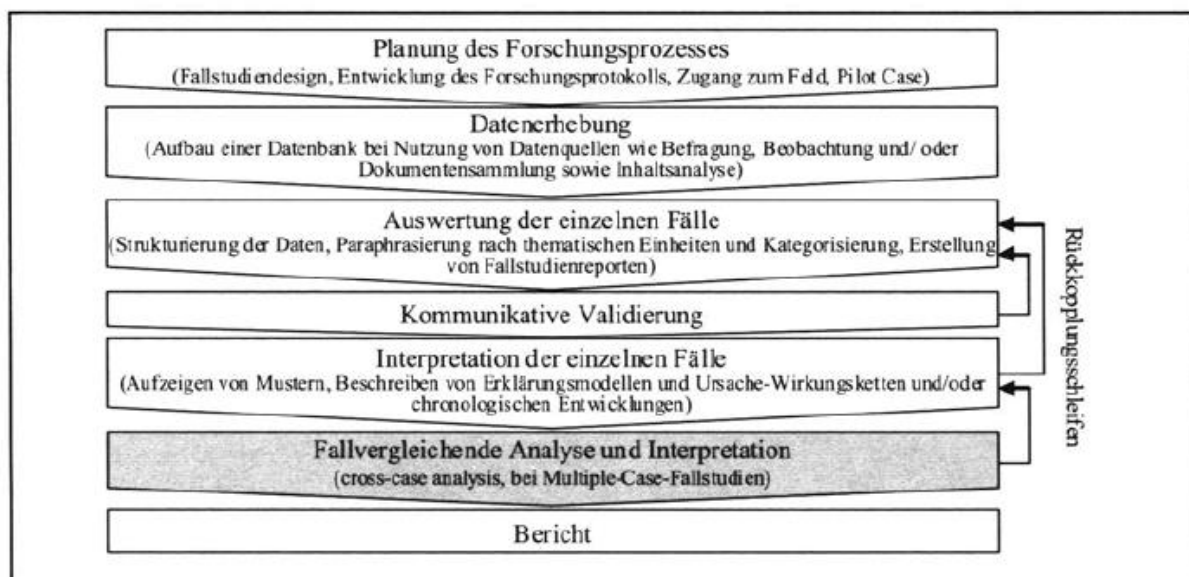 Planung des Forschungsprozesses
(Fallstudiendesign, Entwicklung des Forschungsprotokolls, Zugang zum Feld, Pilot Case)
Datenerhebung
(Aufbau einer Datenbank bei Nutzung von Datenquellen wie Befragung, Beobachtung und/ oder
Dokumentensammlung sowie Inhaltsanalyse)
Auswertung der einzelnen Fälle
(Strukturierung der Daten, Paraphrasierung nach thematischen Einheiten und Kategorisierung, Erstellung
von Fallstudienreporten)
Kommunikative Validierung
Interpretation der einzelnen Fälle
(Aufzeigen von Mustern, Beschreiben von Erklärungsmodellen und Ursache-Wirkungsketten und/oder
chronologischen Entwicklungen)
Fallvergleichende Analyse und Interpretation
(cross-case analysis, bei Multiple-Case-Fallstudien)
Bericht
Rückkopplungsschleifen